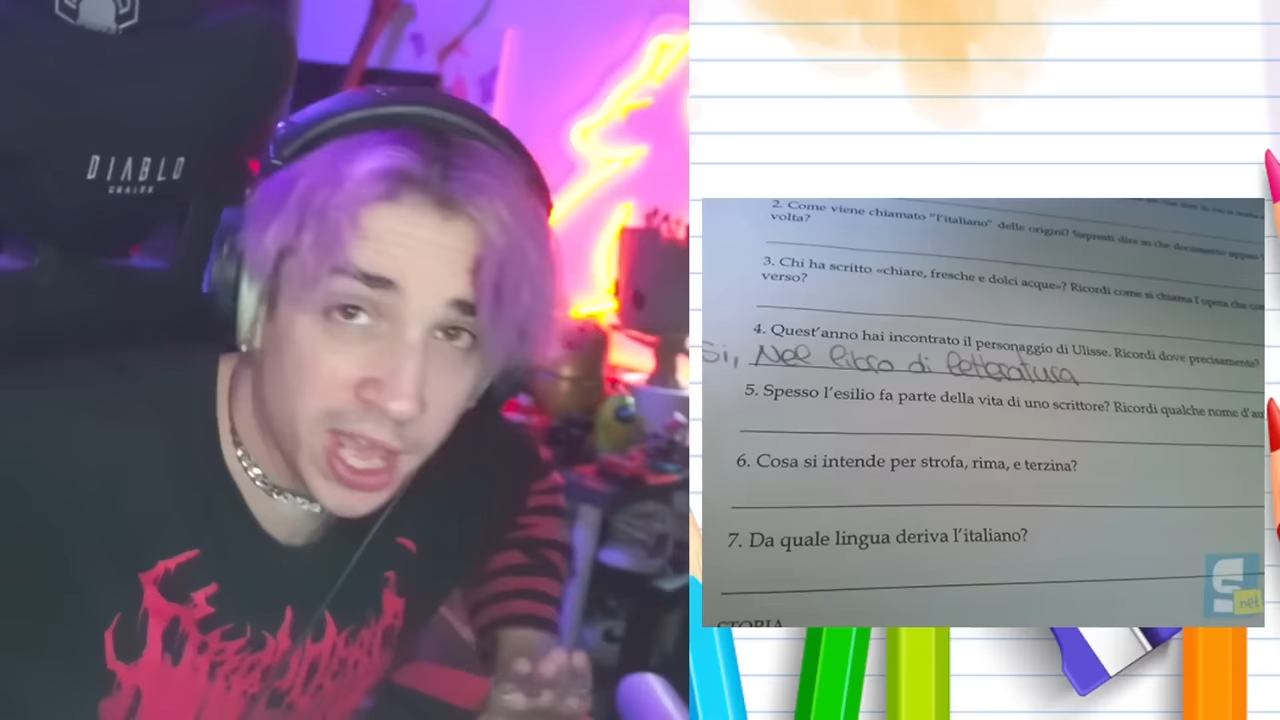 DIABLO
CHAIRS
2. Come viene chiamato "l'italiano" delle origini? Sapresti dire in che documento appare
volta?
3. Chi ha scritto «chiare, fresche e dolci acque»? Ricordi come si chiama l'opera che
verso?
4. Quest'anno hai incontrato il personaggio di Ulisse. Ricordi dove precisamente?
Si, Nel libro di letteratura
5. Spesso l'esilio fa parte della vita di uno scrittore? Ricordi qualche nome d'
6. Cosa si intende per strofa, rima, e terzina?
7. Da quale lingua deriva l'italiano?
STORIA
S
net